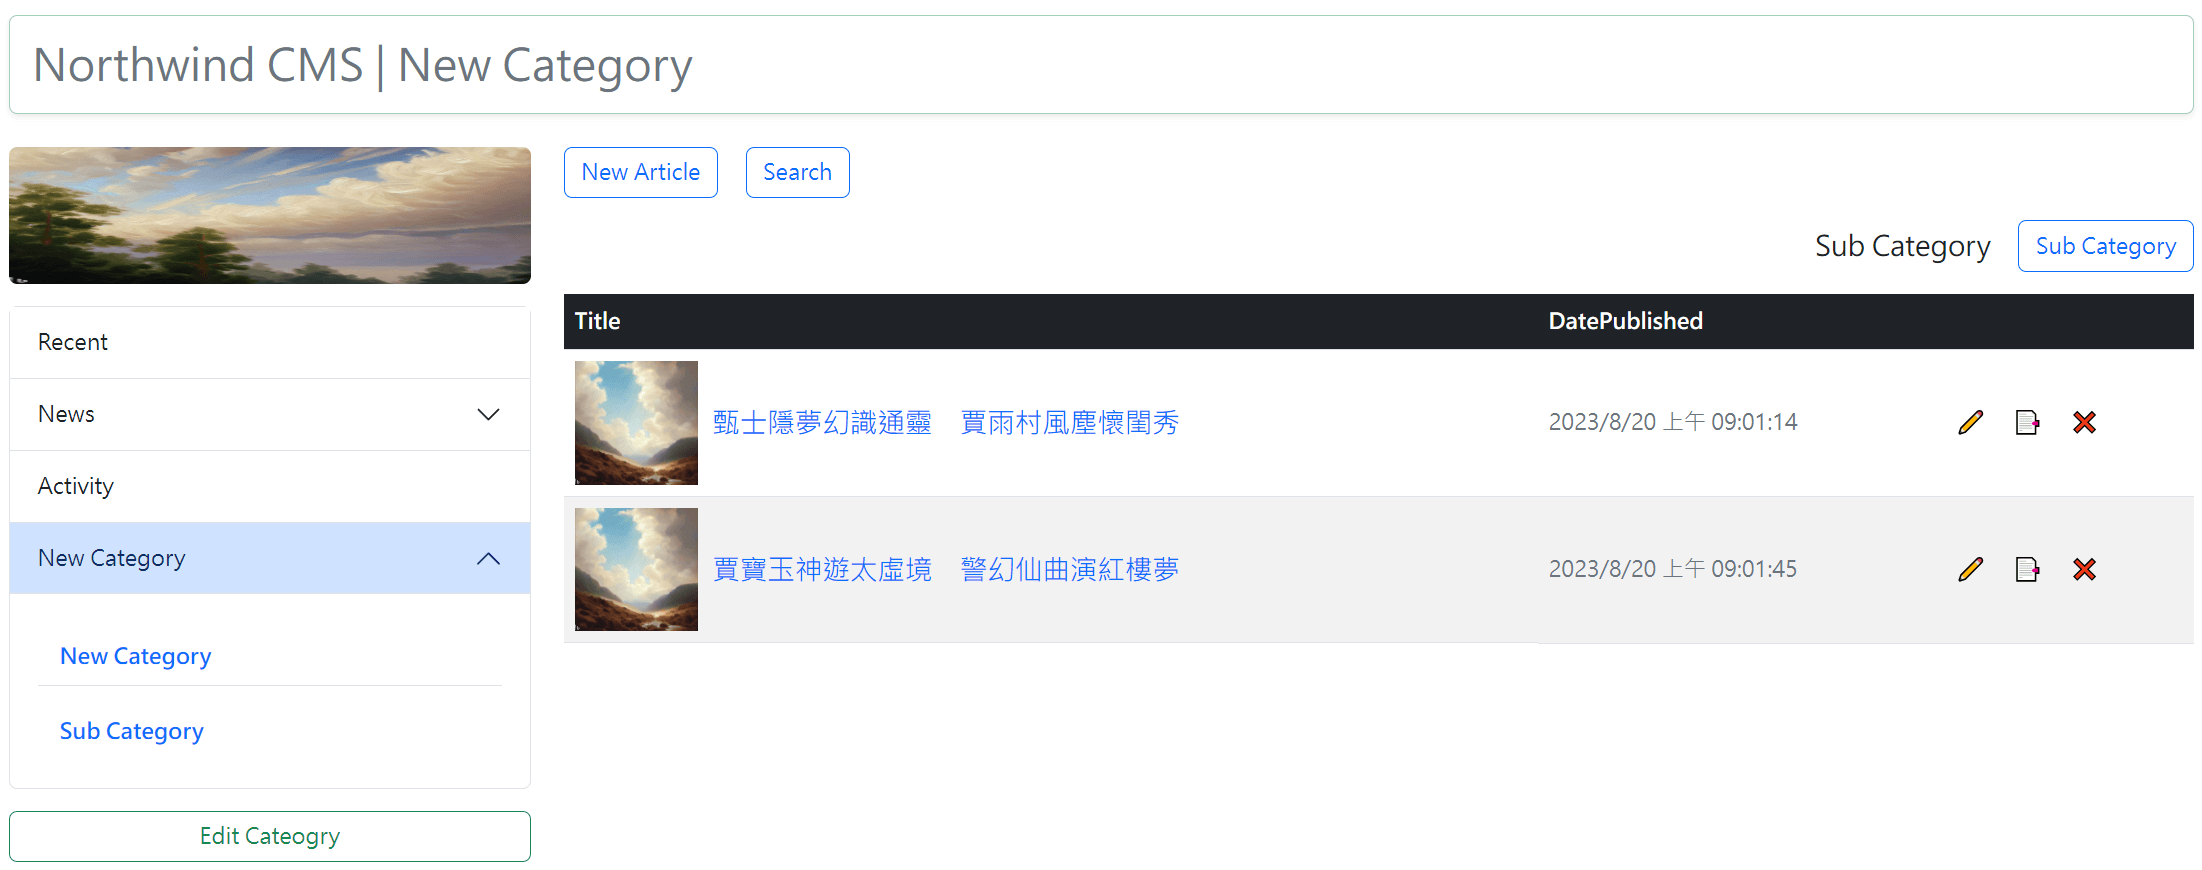 Northwind CMS | New Category
New Article
Search
Sub Category
Sub Category
Recent
News
Activity
New Category
New Category
Sub Category
Edit Cateogry
Title
DatePublished
甄士隱夢幻識通靈　賈雨村風塵懷閨秀
2023/8/20 上午 09:01:14
賈寶玉神遊太虛境　警幻仙曲演紅樓夢
2023/8/20 上午 09:01:45